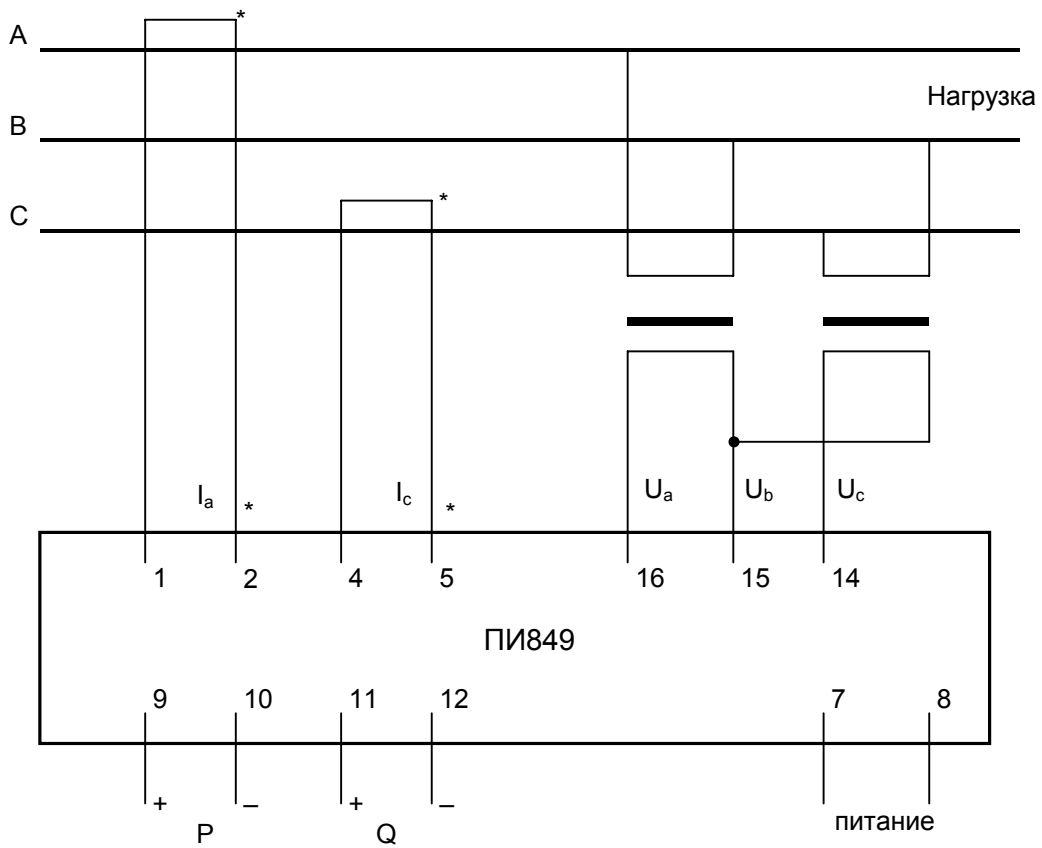 *
A
Нагрузка
B
*
C
Ia * Ic * Ua Ub Uc
1 2 4 5 16 15 14
ПИ849
9 10 11 12 7 8
+ – + –
P Q питание